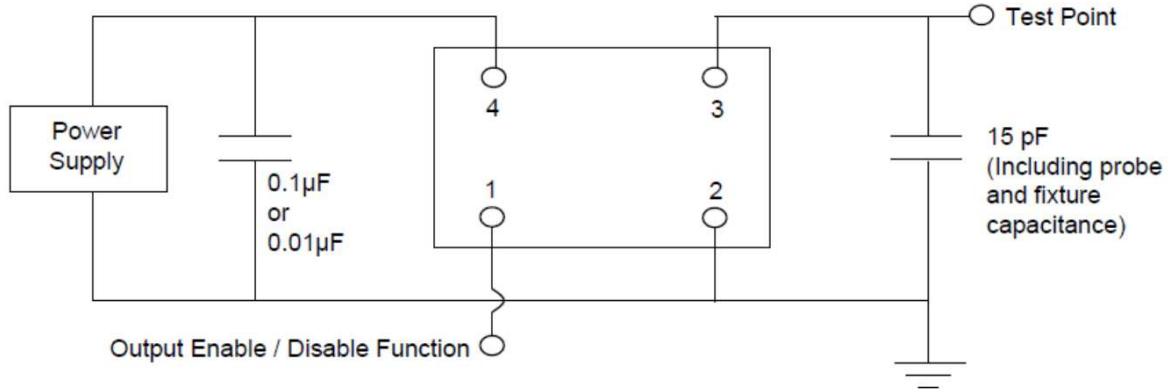 Test Point
4
3
Power
Supply
15 pF
(Including probe
and fixture
capacitance)
0.1µF
or
0.01µF
1
2
Output Enable / Disable Function